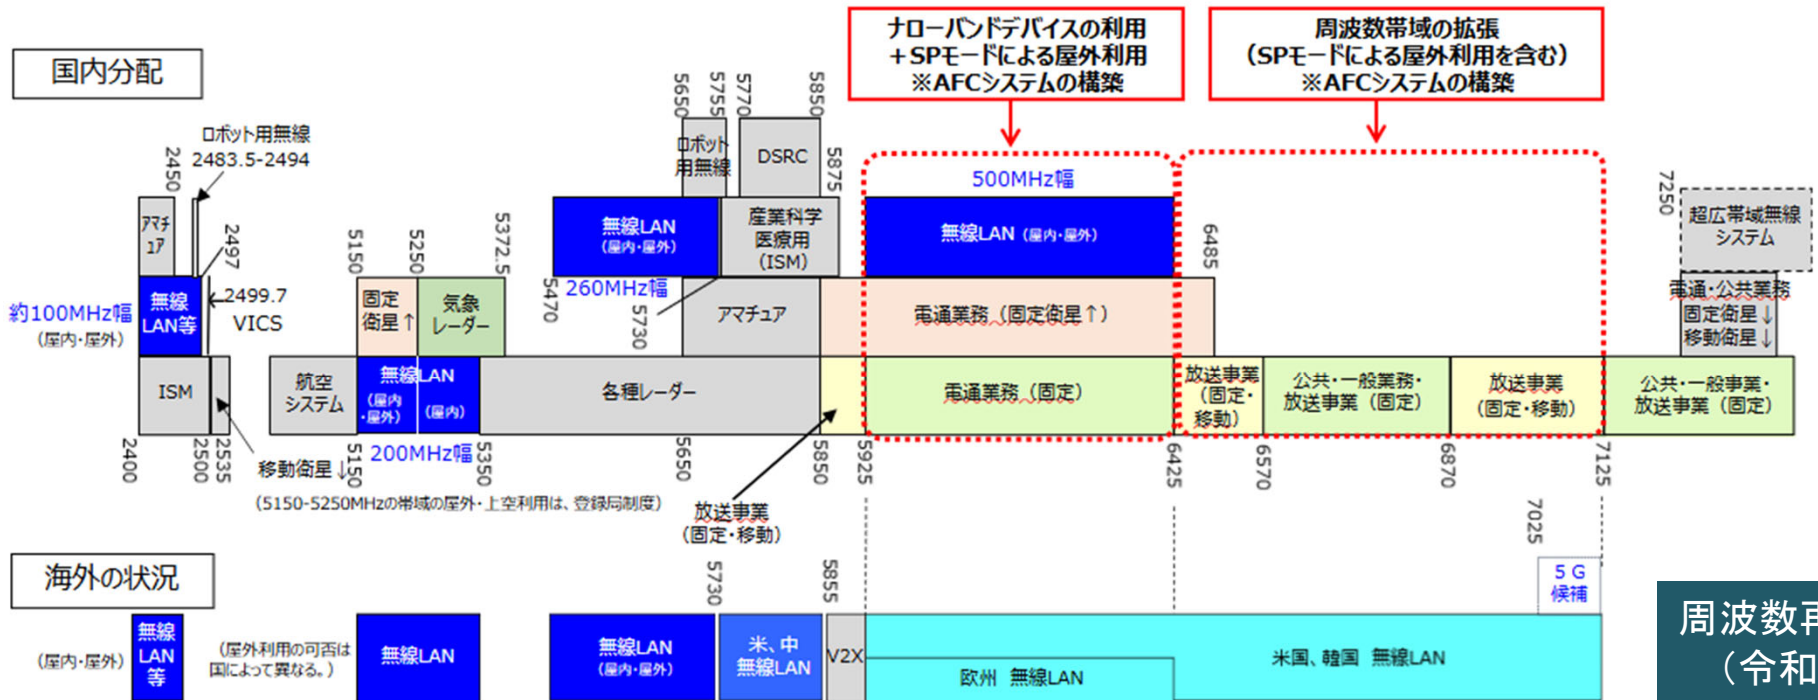 国内分配
ナローバンドデバイスの利用
+SPモードによる屋外利用
※AFCシステムの構築
周波数帯域の拡張
(SPモードによる屋外利用を含む)
※AFCシステムの構築
ロボット用無線
2483.5-2494
2450
アマチ
ュア
2497
2499.7
VICS
約100MHz幅
(屋内・屋外)
無線
LAN等
ISM
2400
2500
2535
移動衛星↓
航空
システム
5150
5250
5372.5
固定
衛星↑
気象
レーダー
無線LAN
(屋内
・屋外)
(屋内)
5150
200MHz幅
5350
(5150-5250MHzの帯域の屋外・上空利用は、登録局制度)
各種レーダー
5470
無線LAN
(屋内・屋外)
260MHz幅
5730
5650
5755
5770
5850
ロボット
用無線
DSRC
5875
産業科学
医療用
(ISM)
アマチュア
5650
5850
5925
放送事業
(固定・移動)
500MHz幅
無線LAN (屋内・屋外)
6485
電通業務 (固定衛星↑)
電通業務 (固定)
6425
放送事業
(固定・
移動)
6570
公共・一般業務・
放送事業 (固定)
6870
放送事業
(固定・移動)
7125
7250
超広帯域無線
システム
電通・公共業務
固定衛星↓
移動衛星↓
公共・一般事業・
放送事業 (固定)
海外の状況
(屋内・屋外)
無線
LAN
等
(屋外利用の可否は
国によって異なる。)
無線LAN
無線LAN
(屋内・屋外)
5730
米、中
無線LAN
5855
V2X
欧州 無線LAN
米国、韓国 無線LAN
7025
5G
候補
周波数再
(令和